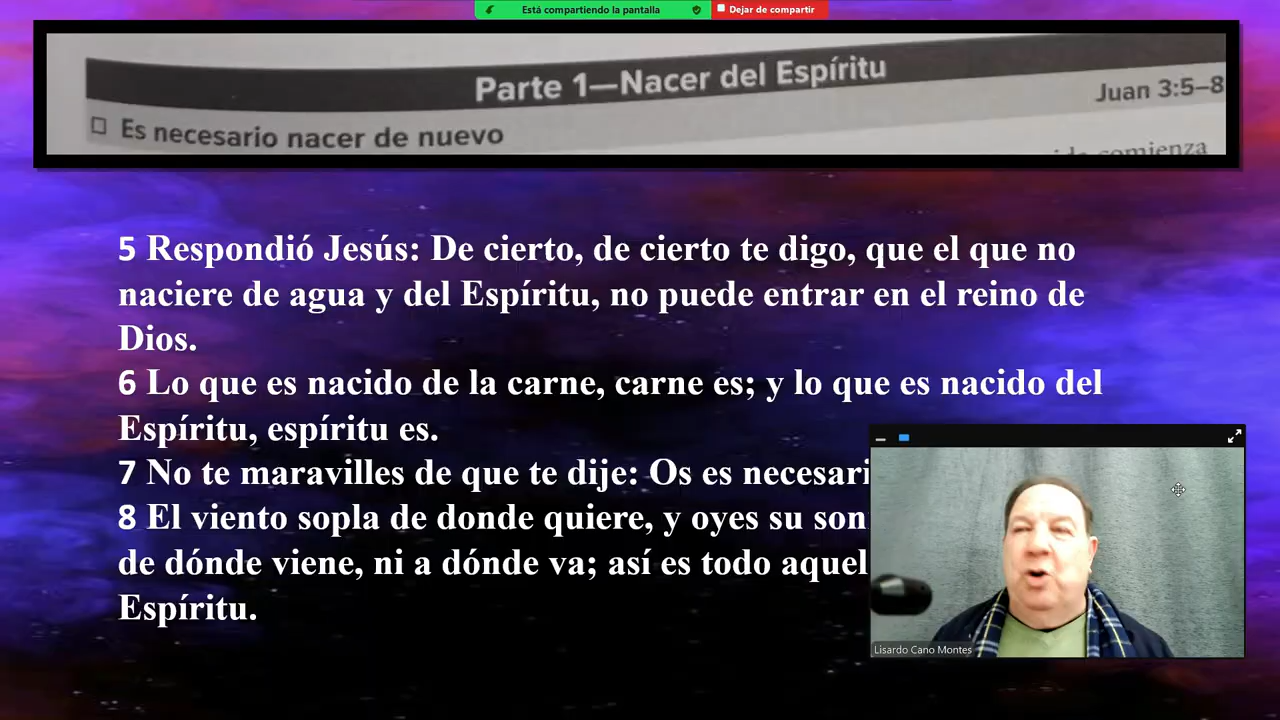 Está compartiendo la pantalla
Dejar de compartir
Parte 1—Nacer del Espíritu
Juan 3:5–8
□ Es necesario nacer de nuevo
comienza
5 Respondió Jesús: De cierto, de cierto te digo, que el que no
naciere de agua y del Espíritu, no puede entrar en el reino de
Dios.
6 Lo que es nacido de la carne, carne es; y lo que es nacido del
Espíritu, espíritu es.
7 No te maravilles de que te dije: Os es necesari
8 El viento sopla de donde quiere, y oyes su son
de dónde viene, ni a dónde va; así es todo aquel
Espíritu.
Lisardo Cano Montes